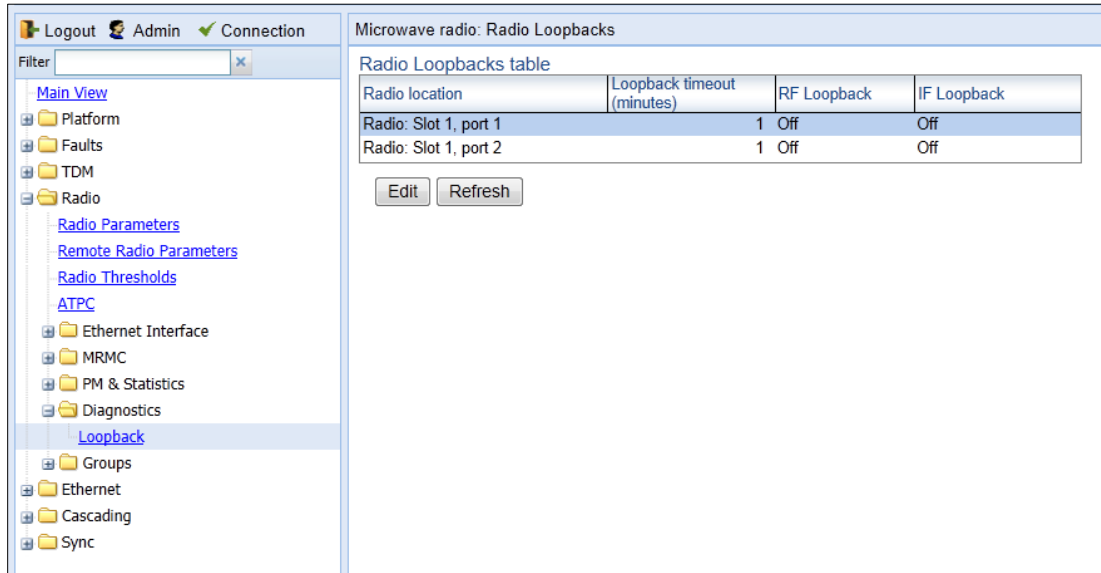 Logout Admin Connection
Filter
Main View
Platform
Faults
TDM
Radio
Radio Parameters
Remote Radio Parameters
Radio Thresholds
ATPC
Ethernet Interface
MRMC
PM & Statistics
Diagnostics
Loopback
Groups
Ethernet
Cascading
Sync
Microwave radio: Radio Loopbacks
Radio Loopbacks table
Radio location Loopback timeout (minutes) RF Loopback IF Loopback
Radio: Slot 1, port 1 1 Off Off
Radio: Slot 1, port 2 1 Off Off
Edit Refresh